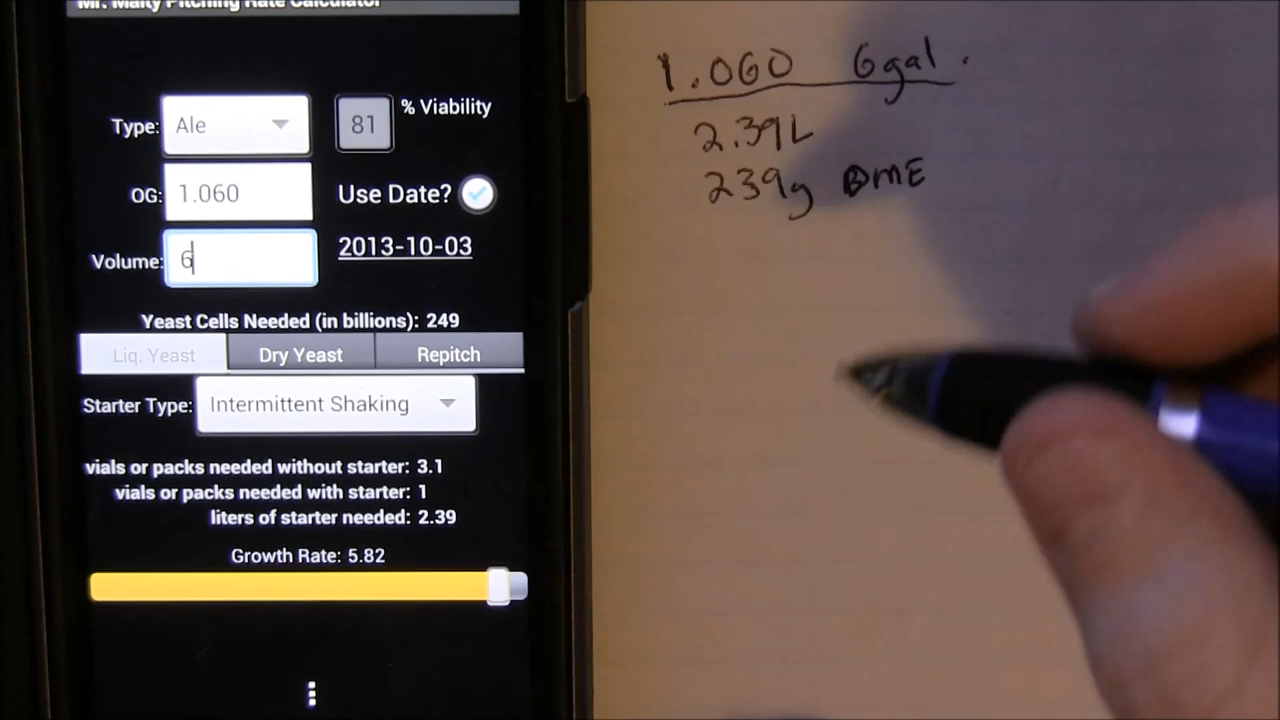 Mr. Malty Pitching Rate Calculator
Type: Ale 81 % Viability
OG: 1.060 Use Date?
Volume: 6 2013-10-03
Yeast Cells Needed (in billions): 249
Liq. Yeast Dry Yeast Repitch
Starter Type: Intermittent Shaking
vials or packs needed without starter: 3.1
vials or packs needed with starter: 1
liters of starter needed: 2.39
Growth Rate: 5.82
1.060 6gal.
2.39L
239g DME